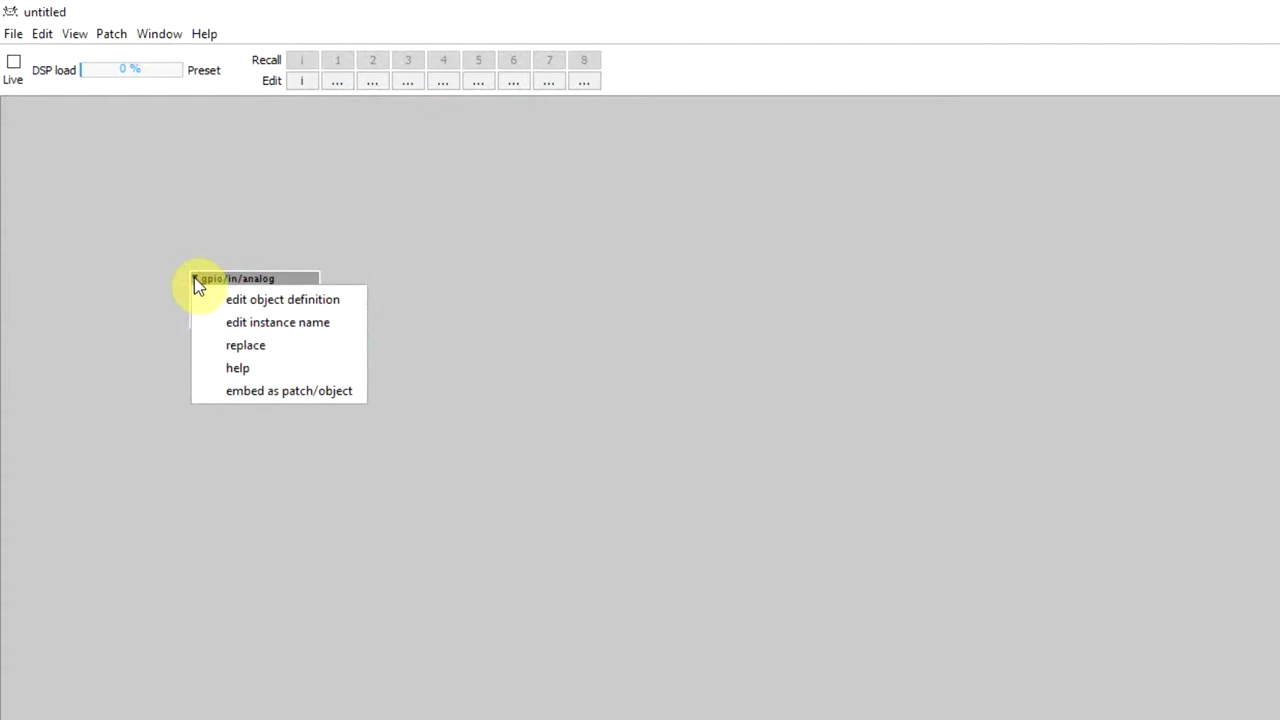 untitled
File Edit View Patch Window Help
Live DSP load 0 % Preset Recall i 1 2 3 4 5 6 7 8
Edit i ... ... ... ... ... ... ... ...
gpio/in/analog
edit object definition
edit instance name
replace
help
embed as patch/object